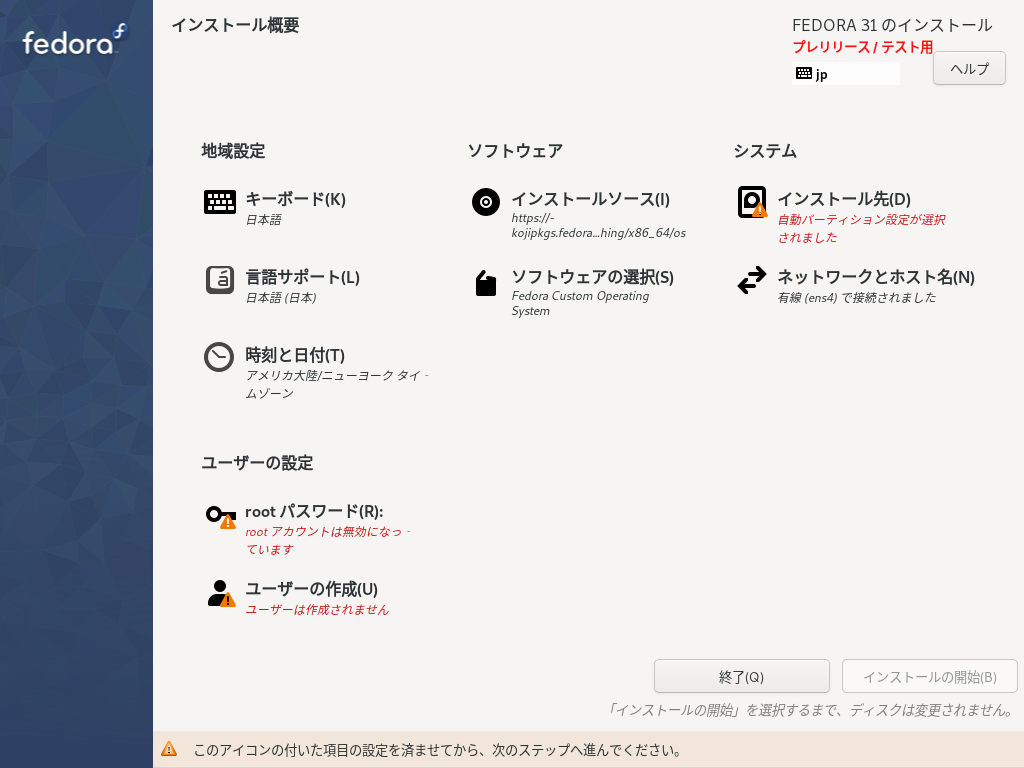 fedora
インストール概要
FEDORA 31 のインストール
プレリリース / テスト用
jp
ヘルプ
地域設定
ソフトウェア
システム
キーボード(K)
日本語
インストールソース(I)
https://-
kojipkgs.fedora…hing/x86_64/os
インストール先(D)
自動パーティション設定が選択
されました
言語サポート(L)
日本語 (日本)
ソフトウェアの選択(S)
Fedora Custom Operating
System
ネットワークとホスト名(N)
有線 (ens4) で接続されました
時刻と日付(T)
アメリカ大陸/ニューヨーク タイ -
ムゾーン
ユーザーの設定
root パスワード(R):
root アカウントは無効になっ -
ています
ユーザーの作成(U)
ユーザーは作成されません
終了(Q)
インストールの開始(B)
「インストールの開始」を選択するまで、ディスクは変更されません。
このアイコンの付いた項目の設定を済ませてから、次のステップへ進んでください。